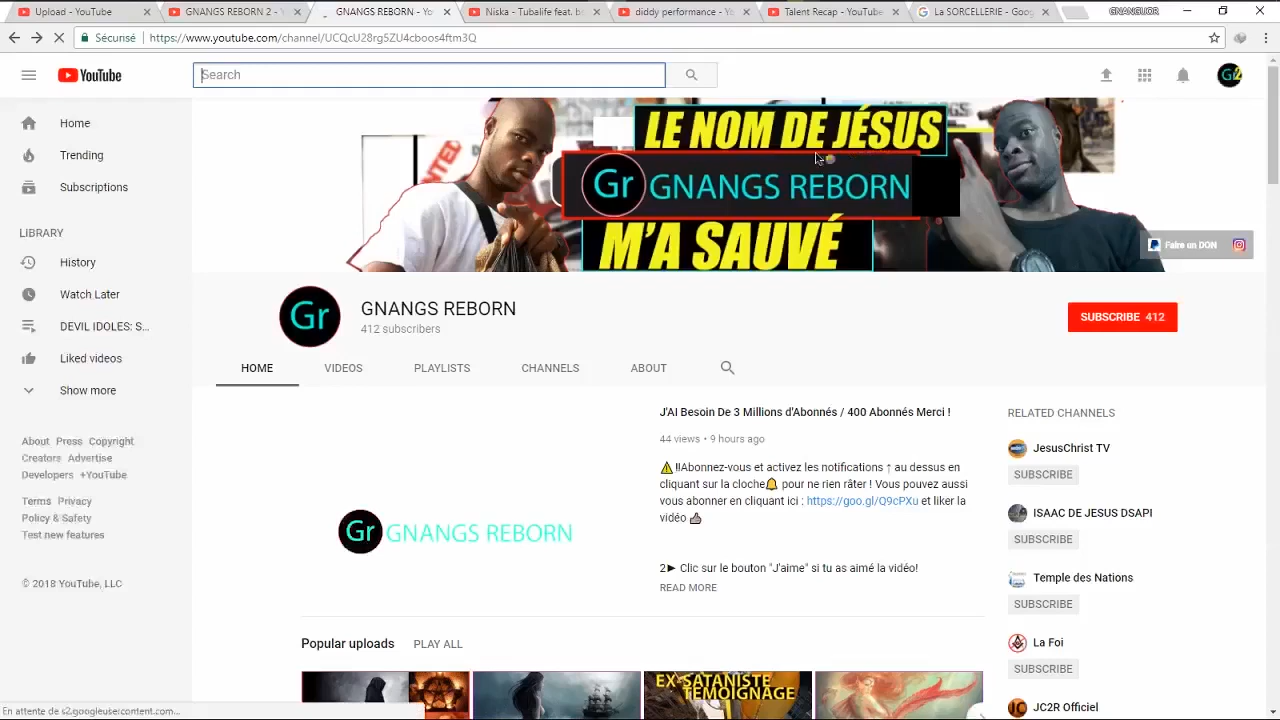 Upload - YouTube
GNANGS REBORN 2 - Y
GNANGS REBORN - Yo
Niska - Tubalife feat. b
diddy performance - Yo
Talent Recap - YouTube
La SORCELLERIE - Goog
GNANGUOR
Sécurisé | https://www.youtube.com/channel/UCQcU28rgSZU4cboos4ftm3Q
YouTube
Search
Gr2
Home
Trending
Subscriptions
LIBRARY
History
Watch Later
DEVIL IDOLES: S...
Liked videos
Show more
About Press Copyright
Creators Advertise
Developers +YouTube
Terms Privacy
Policy & Safety
Test new features
© 2018 YouTube, LLC
LE NOM DE JÉSUS
Gr GNANGS REBORN
M'A SAUVÉ
Faire un DON
Gr
GNANGS REBORN
412 subscribers
SUBSCRIBE 412
HOME VIDEOS PLAYLISTS CHANNELS ABOUT
Gr GNANGS REBORN
J'AI Besoin De 3 Millions d'Abonnés / 400 Abonnés Merci !
44 views • 9 hours ago
⚠!!Abonnez-vous et activez les notifications ↑ au dessus en
cliquant sur la cloche🔔 pour ne rien râter ! Vous pouvez aussi
vous abonner en cliquant ici : https://goo.gl/Q9cPXu et liker la
vidéo 👍
2► Clic sur le bouton "J'aime" si tu as aimé la vidéo!
READ MORE
Popular uploads PLAY ALL
EX-SATANISTE
TÉMOIGNAGE
RELATED CHANNELS
JesusChrist TV
SUBSCRIBE
ISAAC DE JESUS DSAPI
SUBSCRIBE
Temple des Nations
SUBSCRIBE
La Foi
SUBSCRIBE
JC JC2R Officiel
En attente de s2.googleusercontent.com...